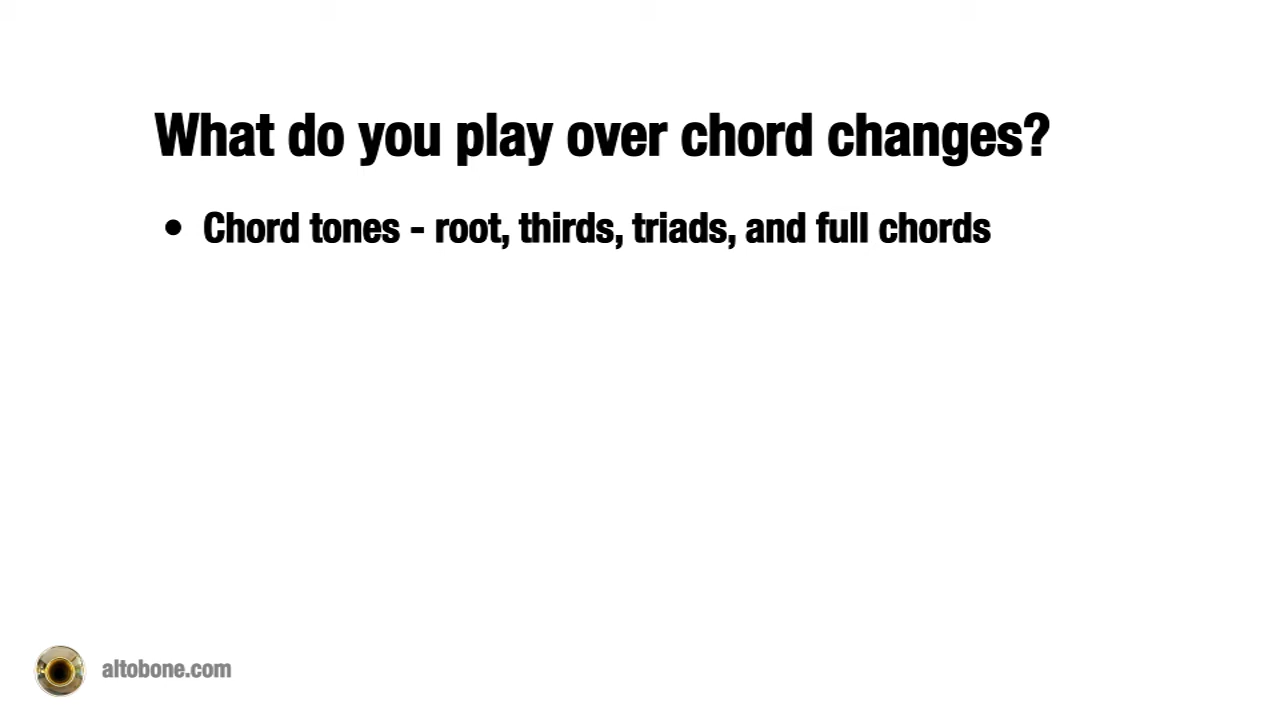 What do you play over chord changes?
• Chord tones - root, thirds, triads, and full chords
altobone.com